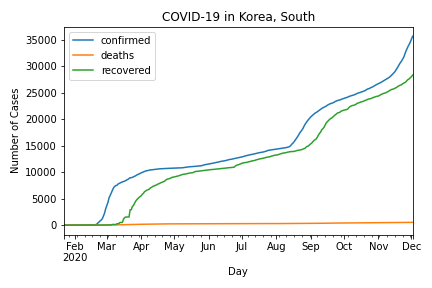 COVID-19 in Korea, South
confirmed
deaths
recovered
35000
30000
25000
20000
15000
10000
5000
0
Number of Cases
Feb Mar Apr May Jun Jul Aug Sep Oct Nov Dec
2020
Day